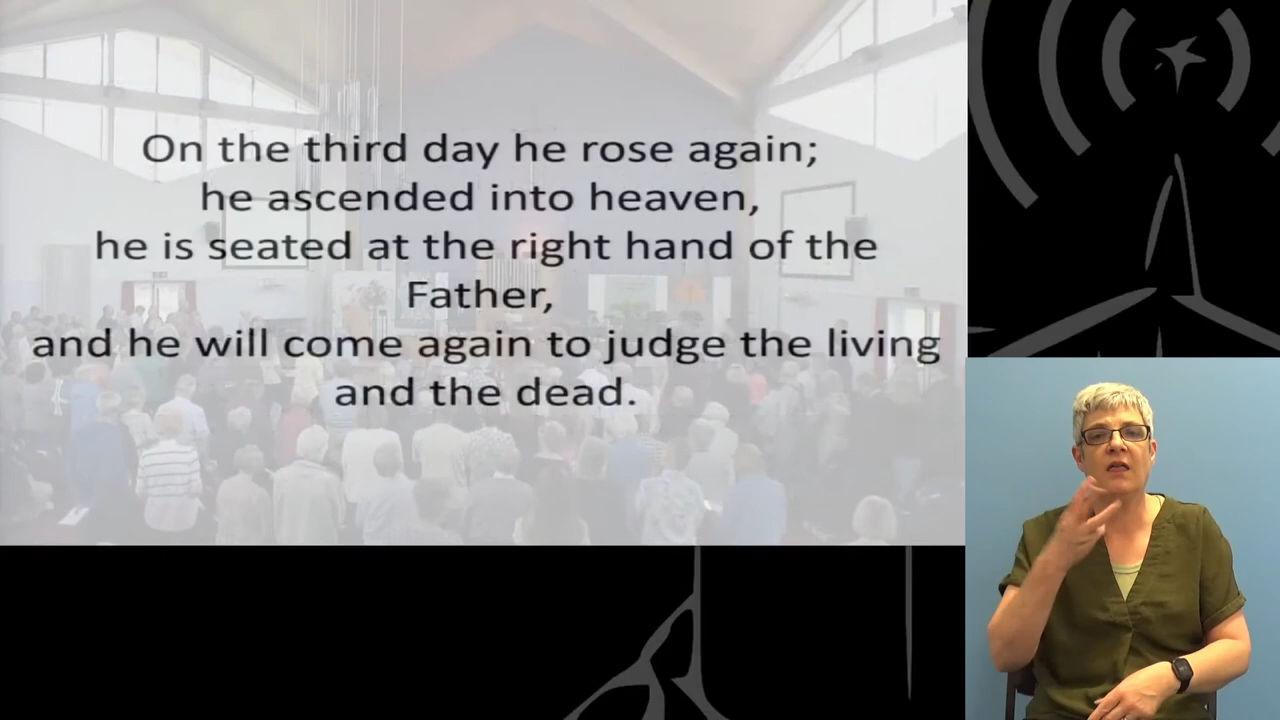 On the third day he rose again;
he ascended into heaven,
he is seated at the right hand of the
Father,
and he will come again to judge the living
and the dead.